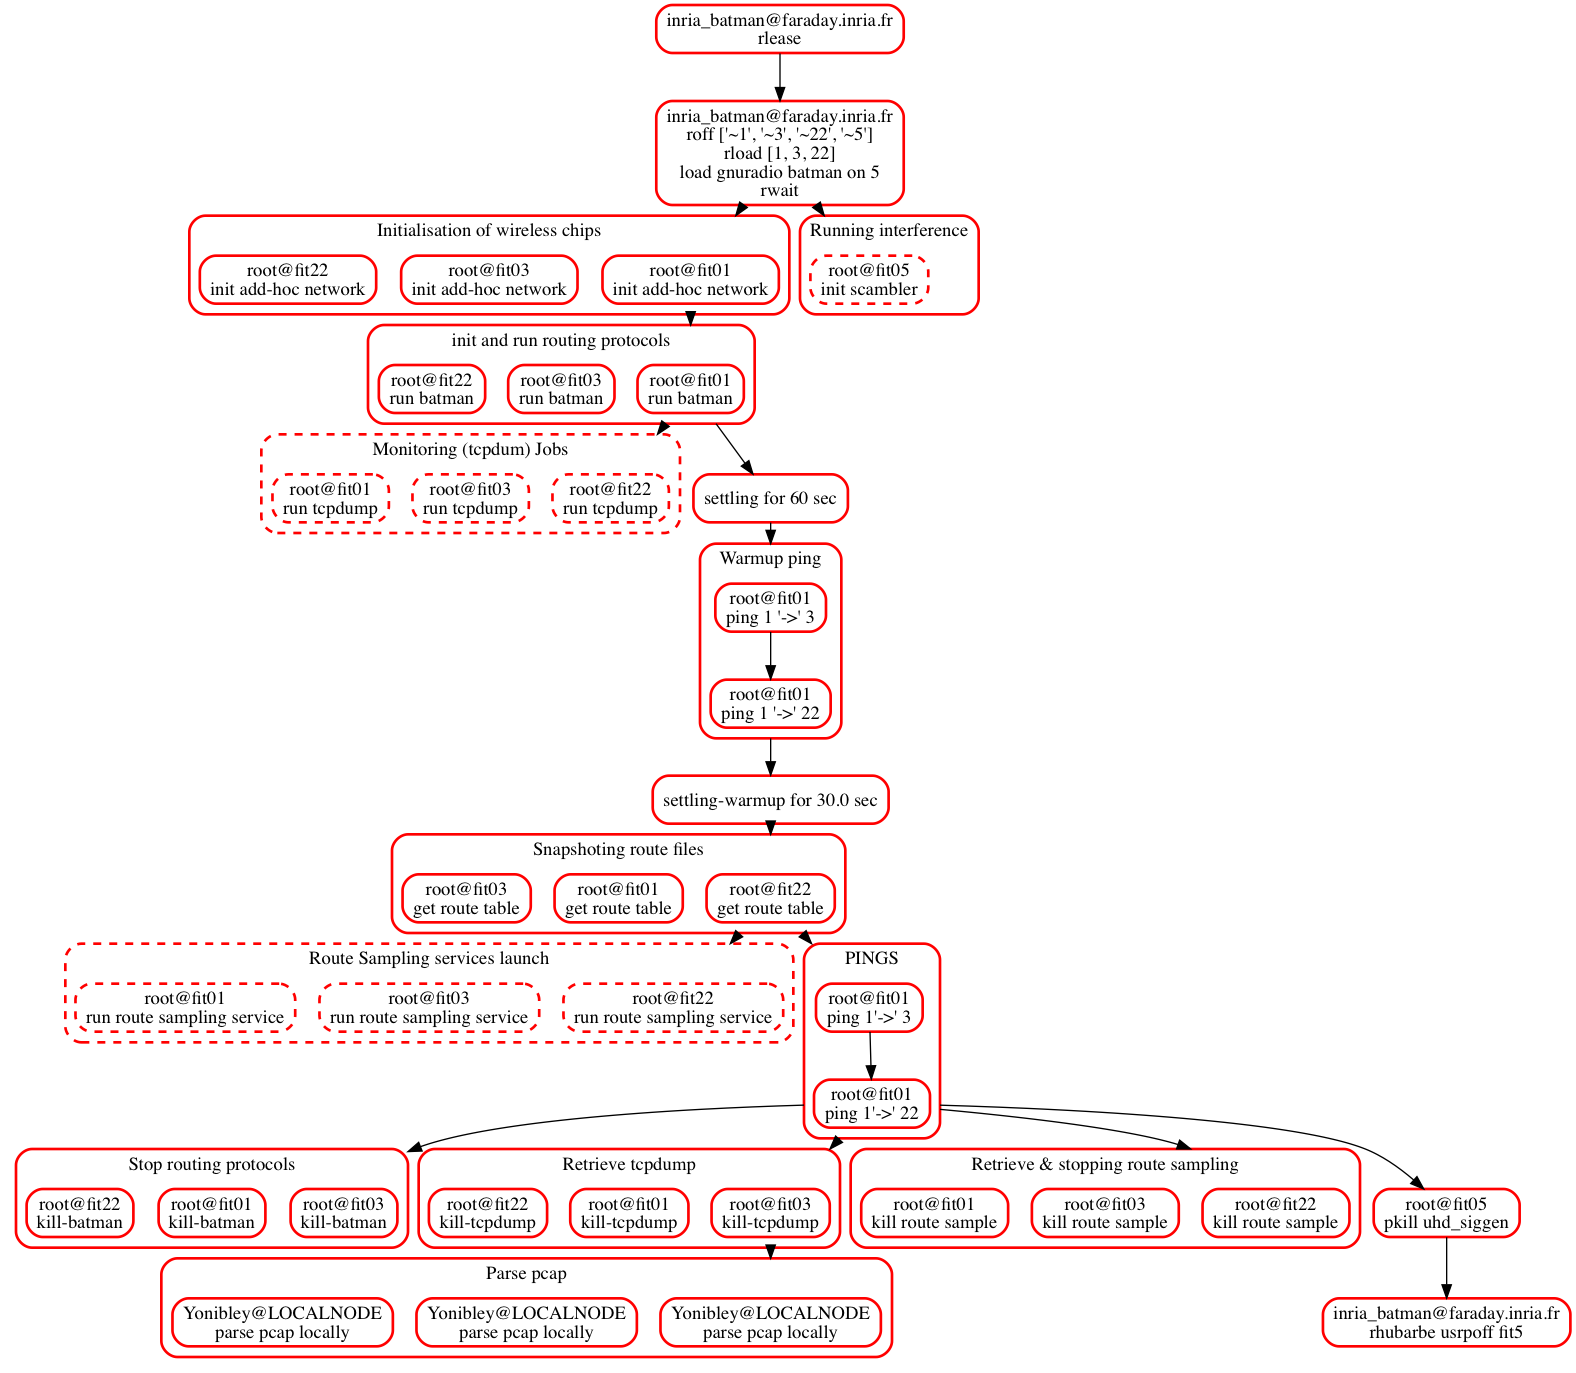 inria_batman@faraday.inria.fr
rlease
inria_batman@faraday.inria.fr
roff ['~1', '~3', '~22', '~5']
rload [1, 3, 22]
load gnuradio batman on 5
rwait
Initialisation of wireless chips
root@fit22
init add-hoc network
root@fit03
init add-hoc network
root@fit01
init add-hoc network
Running interference
root@fit05
init scambler
init and run routing protocols
root@fit22
run batman
root@fit03
run batman
root@fit01
run batman
Monitoring (tcpdum) Jobs
root@fit01
run tcpdump
root@fit03
run tcpdump
root@fit22
run tcpdump
settling for 60 sec
Warmup ping
root@fit01
ping 1 '->' 3
root@fit01
ping 1 '->' 22
settling-warmup for 30.0 sec
Snapshoting route files
root@fit03
get route table
root@fit01
get route table
root@fit22
get route table
Route Sampling services launch
root@fit01
run route sampling service
root@fit03
run route sampling service
root@fit22
run route sampling service
PINGS
root@fit01
ping 1'->' 3
root@fit01
ping 1'->' 22
Stop routing protocols
root@fit22
kill-batman
root@fit01
kill-batman
root@fit03
kill-batman
Retrieve tcpdump
root@fit22
kill-tcpdump
root@fit01
kill-tcpdump
root@fit03
kill-tcpdump
Retrieve & stopping route sampling
root@fit01
kill route sample
root@fit03
kill route sample
root@fit22
kill route sample
root@fit05
pkill uhd_siggen
Parse pcap
Yonibley@LOCALNODE
parse pcap locally
Yonibley@LOCALNODE
parse pcap locally
Yonibley@LOCALNODE
parse pcap locally
inria_batman@faraday.inria.fr
rhubarbe usrpoff fit5